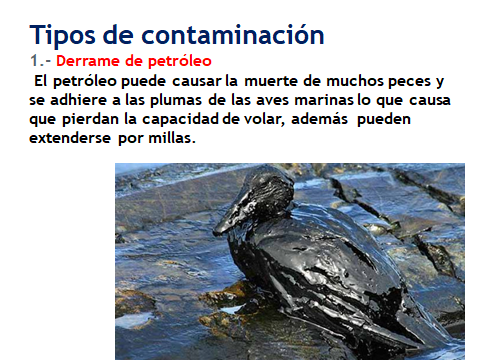 Tipos de contaminación
1.- Derrame de petróleo
El petróleo puede causar la muerte de muchos peces y
se adhiere a las plumas de las aves marinas lo que causa
que pierdan la capacidad de volar, además pueden
extenderse por millas.